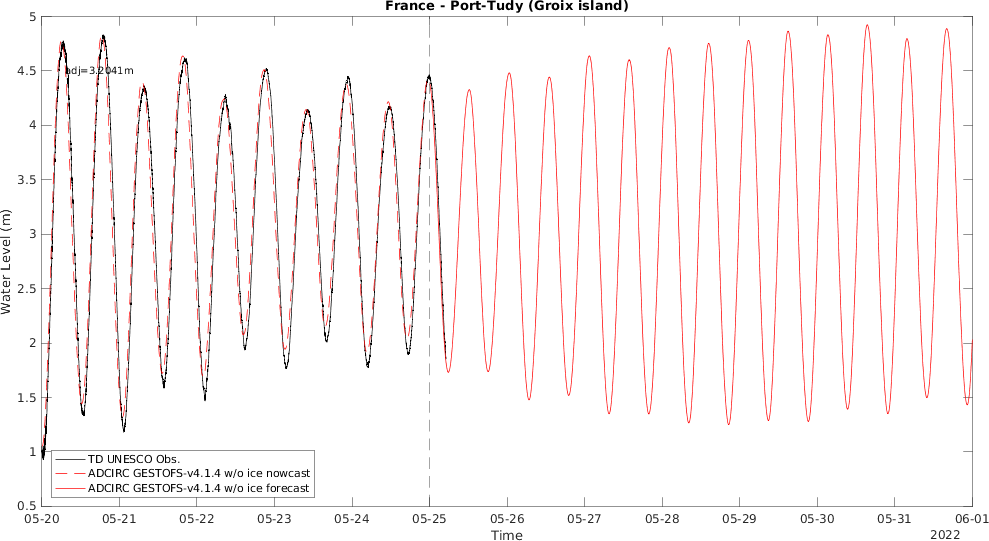 France - Port-Tudy (Groix island)
adj=3.2041m
Water Level (m)
5
4.5
4
3.5
3
2.5
2
1.5
1
0.5
TD UNESCO Obs.
ADCIRC GESTOFS-v4.1.4 w/o ice nowcast
ADCIRC GESTOFS-v4.1.4 w/o ice forecast
05-20 05-21 05-22 05-23 05-24 05-25 05-26 05-27 05-28 05-29 05-30 05-31 06-01
Time
2022